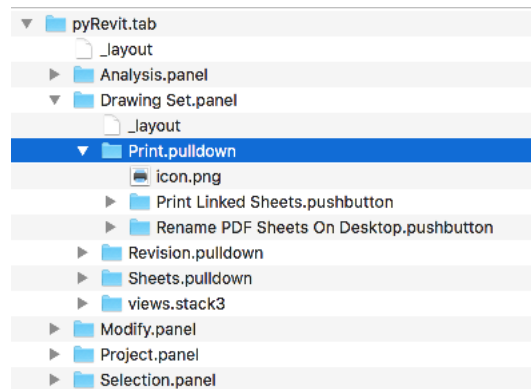 pyRevit.tab
_layout
Analysis.panel
Drawing Set.panel
_layout
Print.pulldown
icon.png
Print Linked Sheets.pushbutton
Rename PDF Sheets On Desktop.pushbutton
Revision.pulldown
Sheets.pulldown
views.stack3
Modify.panel
Project.panel
Selection.panel